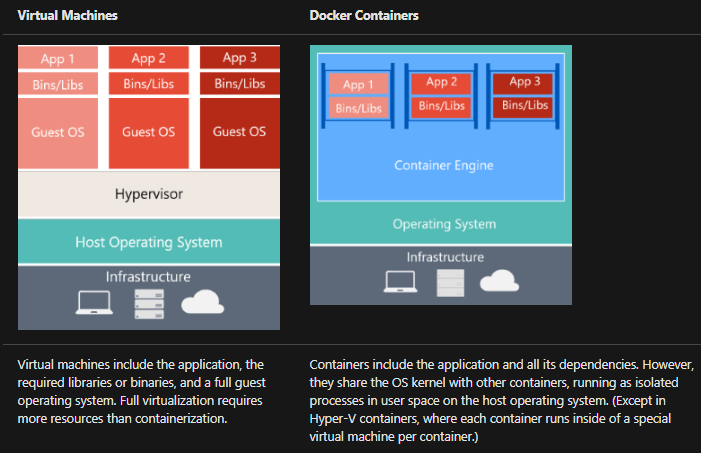 Virtual Machines
Docker Containers
App 1
App 2
App 3
Bins/Libs
Bins/Libs
Bins/Libs
Guest OS
Guest OS
Guest OS
Hypervisor
Host Operating System
Infrastructure
App 1
App 2
App 3
Bins/Libs
Bins/Libs
Bins/Libs
Container Engine
Operating System
Infrastructure
Virtual machines include the application, the
required libraries or binaries, and a full guest
operating system. Full virtualization requires
more resources than containerization.
Containers include the application and all its dependencies. However,
they share the OS kernel with other containers, running as isolated
processes in user space on the host operating system. (Except in
Hyper-V containers, where each container runs inside of a special
virtual machine per container.)